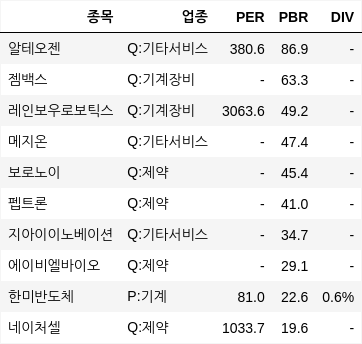 종목 업종 PER PBR DIV
알테오젠 Q:기타서비스 380.6 86.9 -
젬백스 Q:기계장비 - 63.3 -
레인보우로보틱스 Q:기계장비 3063.6 49.2 -
메지온 Q:기타서비스 - 47.4 -
보로노이 Q:제약 - 45.4 -
펩트론 Q:제약 - 41.0 -
지아이이노베이션 Q:기타서비스 - 34.7 -
에이비엘바이오 Q:제약 - 29.1 -
한미반도체 P:기계 81.0 22.6 0.6%
네이처셀 Q:제약 1033.7 19.6 -